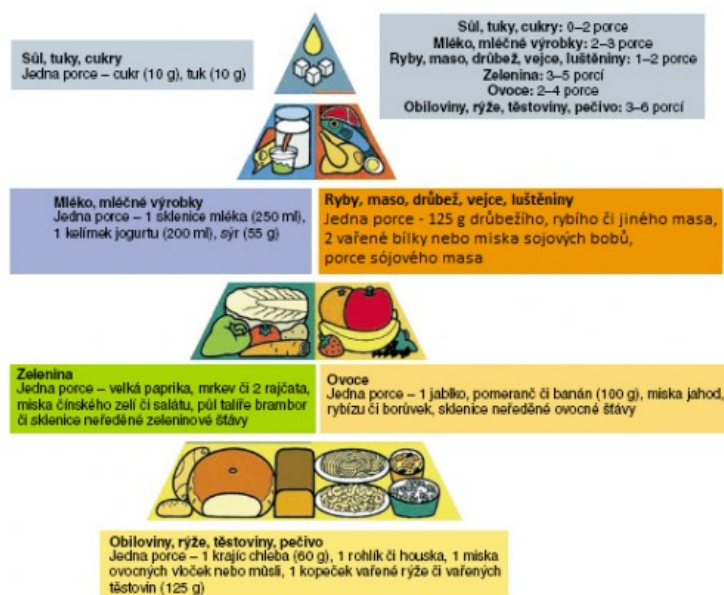 Sůl, tuky, cukry: 0–2 porce
Mléko, mléčné výrobky: 2–3 porce
Ryby, maso, drůbež, vejce, luštěniny: 1–2 porce
Zelenina: 3–5 porcí
Ovoce: 2–4 porce
Obiloviny, rýže, těstoviny, pečivo: 3–6 porcí
Sůl, tuky, cukry
Jedna porce – cukr (10 g), tuk (10 g)
Mléko, mléčné výrobky
Jedna porce – 1 sklenice mléka (250 ml),
1 kelímek jogurtu (200 ml), sýr (55 g)
Ryby, maso, drůbež, vejce, luštěniny
Jedna porce - 125 g drůbežího, rybího či jiného masa,
2 vařené bílky nebo miska sojových bobů,
porce sójového masa
Zelenina
Jedna porce – velká paprika, mrkev či 2 rajčata,
miska čínského zelí či salátu, půl talíře brambor
či sklenice neředěné zeleninové šťávy
Ovoce
Jedna porce – 1 jablko, pomeranč či banán (100 g), miska jahod,
rybízu či borůvek, sklenice neředěné ovocné šťávy
Obiloviny, rýže, těstoviny, pečivo
Jedna porce – 1 krajíc chleba (60 g), 1 rohlík či houska, 1 miska
ovocných vloček nebo műsli, 1 kopeček vařené rýže či vařených
těstovin (125 g)